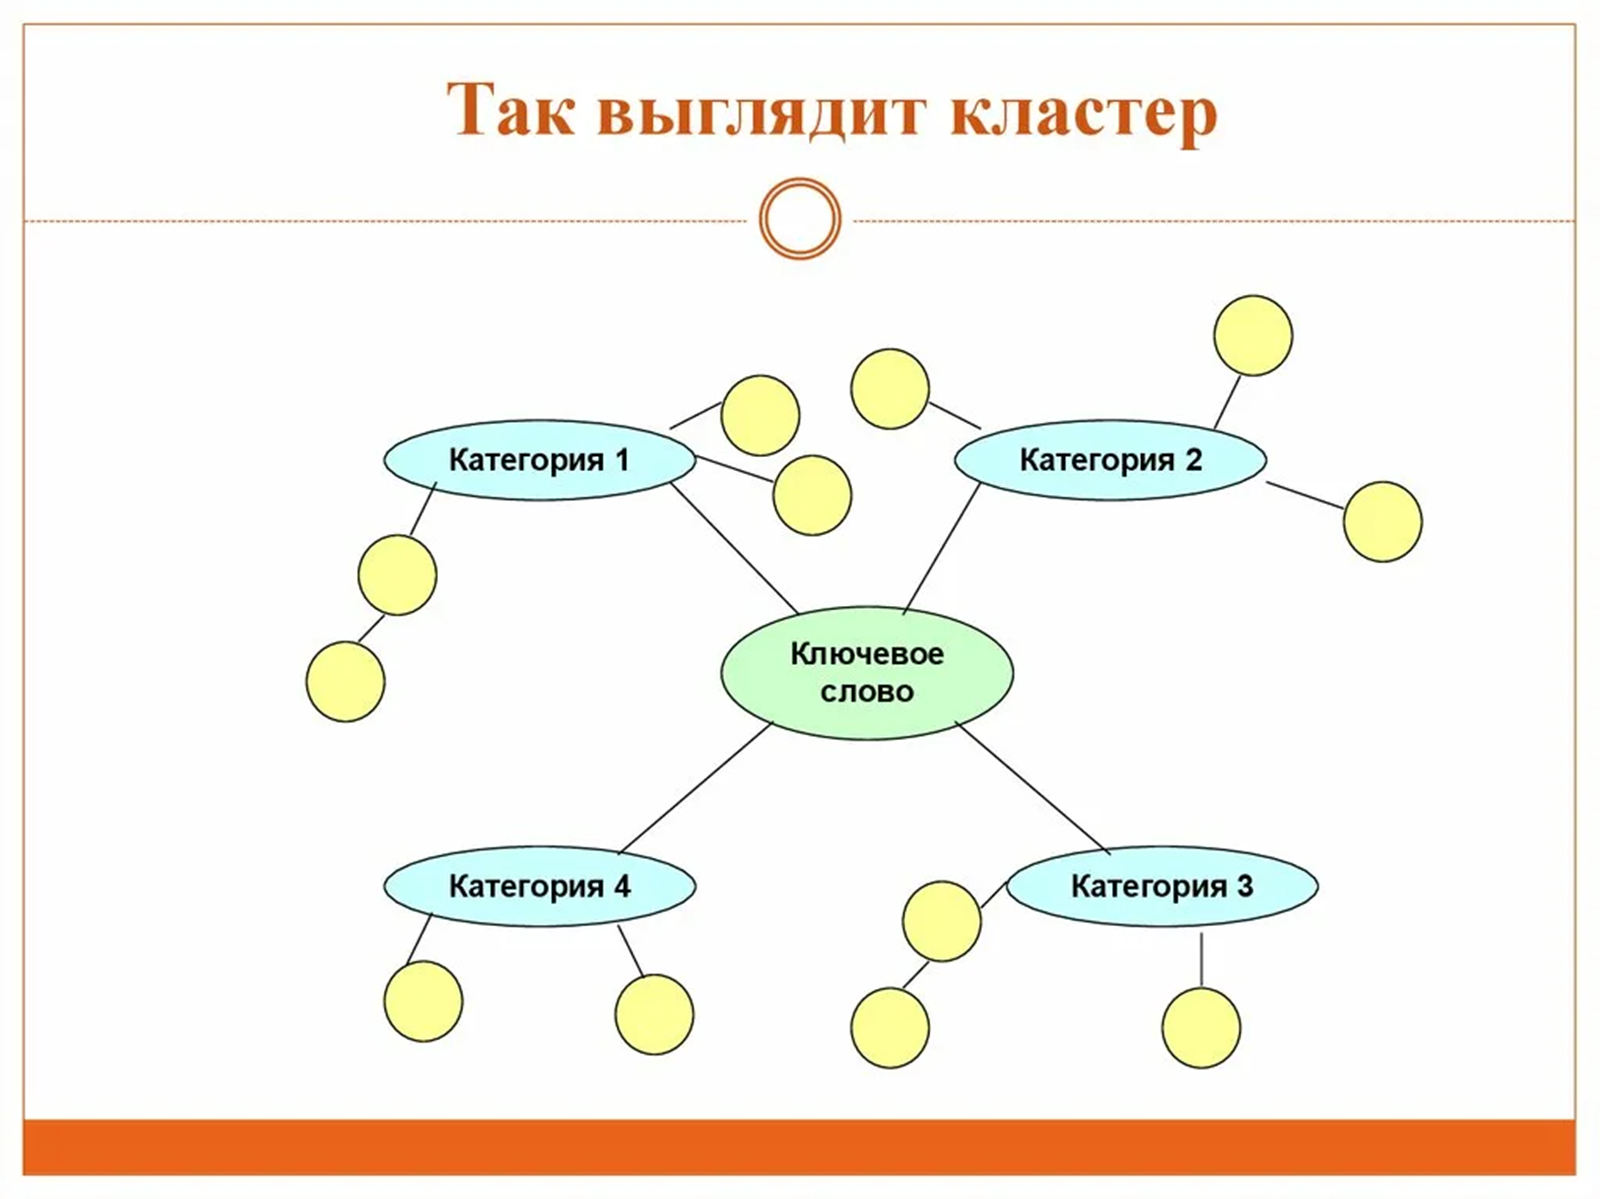 Так выглядит кластер
Категория 1
Категория 2
Ключевое
слово
Категория 4
Категория 3